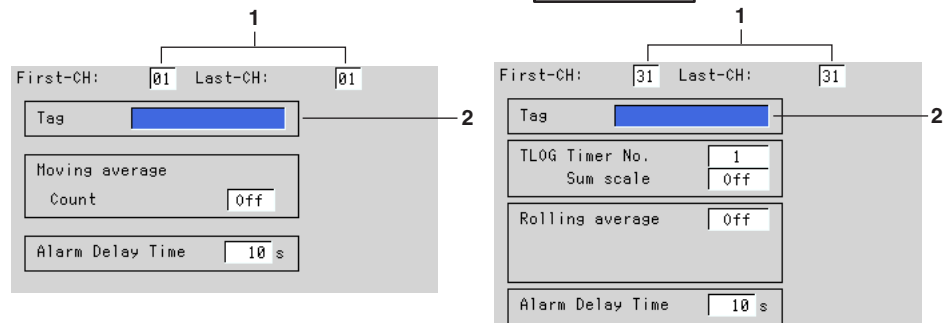 1
First-CH: 01 Last-CH: 01
Tag
2
Moving average
Count Off
Alarm Delay Time 10 s
1
First-CH: 31 Last-CH: 31
Tag
2
TLOG Timer No. 1
Sum scale Off
Rolling average Off
Alarm Delay Time 10 s